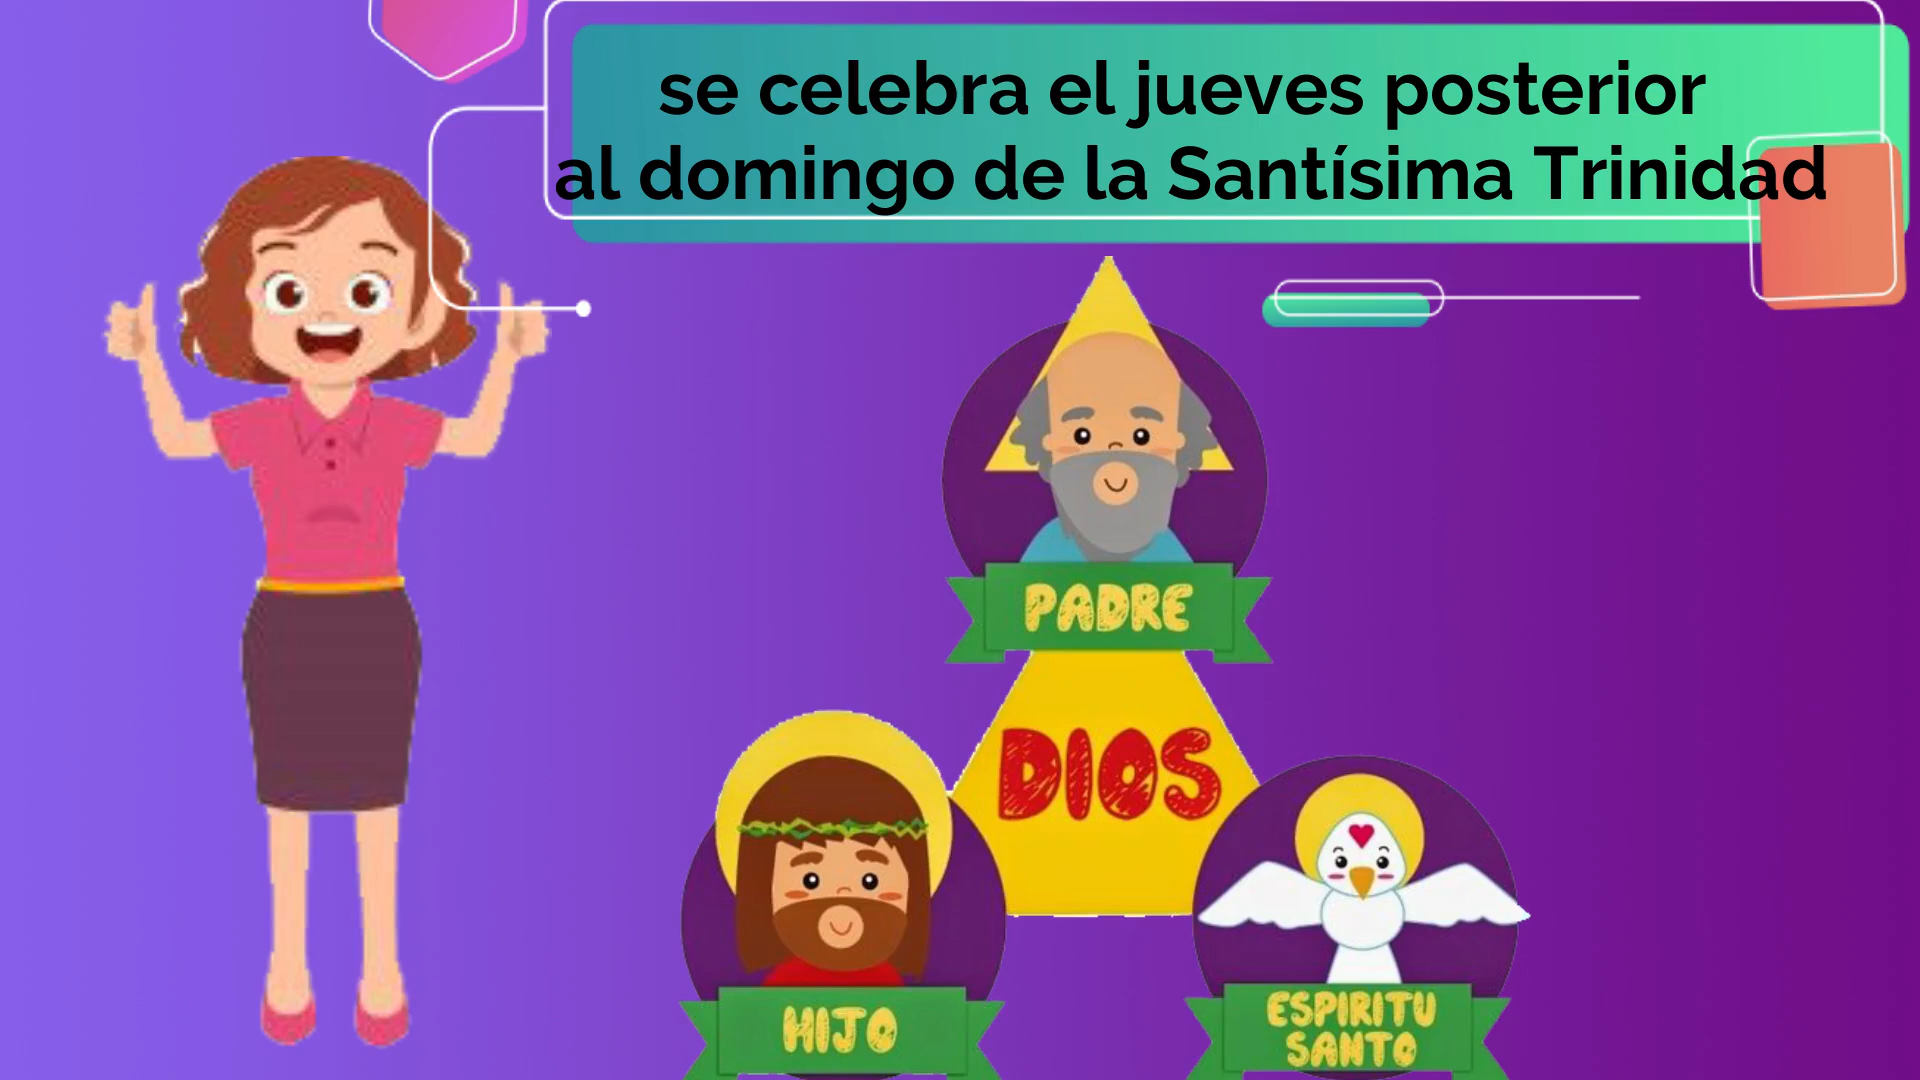 se celebra el jueves posterior
al domingo de la Santísima Trinidad
PADRE
DIOS
HIJO
ESPIRITU
SANTO